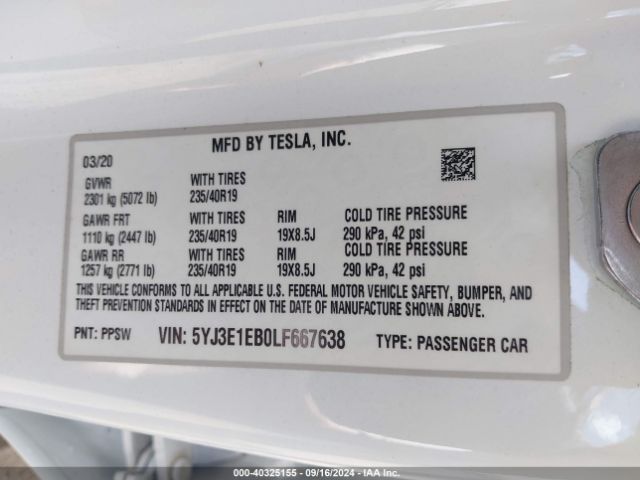 MFD BY TESLA, INC.
03/20
GVWR WITH TIRES
2301 kg (5072 lb) 235/40R19
GAWR FRT WITH TIRES RIM COLD TIRE PRESSURE
1110 kg (2447 lb) 235/40R19 19X8.5J 290 kPa, 42 psi
GAWR RR WITH TIRES RIM COLD TIRE PRESSURE
1257 kg (2771 lb) 235/40R19 19X8.5J 290 kPa, 42 psi
THIS VEHICLE CONFORMS TO ALL APPLICABLE U.S. FEDERAL MOTOR VEHICLE SAFETY, BUMPER, AND
THEFT PREVENTION STANDARDS IN EFFECT ON THE DATE OF MANUFACTURE SHOWN ABOVE.
PNT: PPSW VIN: 5YJ3E1EB0LF667638 TYPE: PASSENGER CAR
000-40325155 - 09/16/2024 - IAA Inc.